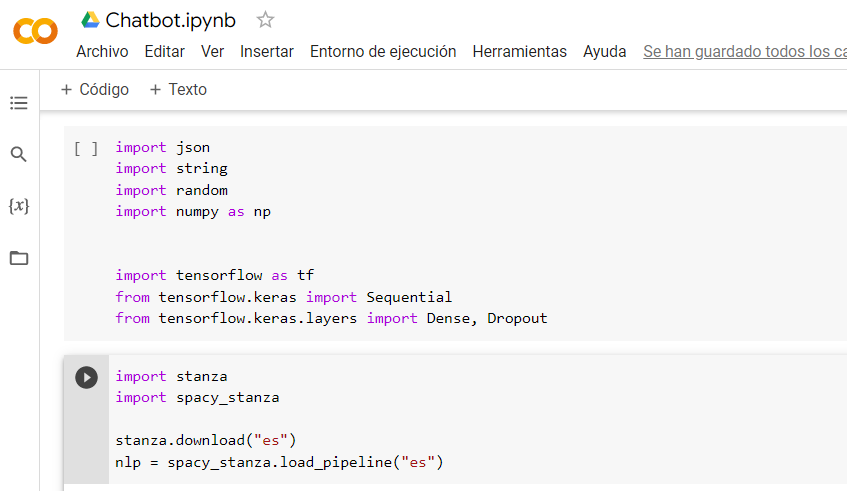 Chatbot.ipynb
Archivo Editar Ver Insertar Entorno de ejecución Herramientas Ayuda Se han guardado todos los ca
+ Código + Texto
[ ] import json
import string
import random
import numpy as np
import tensorflow as tf
from tensorflow.keras import Sequential
from tensorflow.keras.layers import Dense, Dropout
{x}
import stanza
import spacy_stanza
stanza.download("es")
nlp = spacy_stanza.load_pipeline("es")